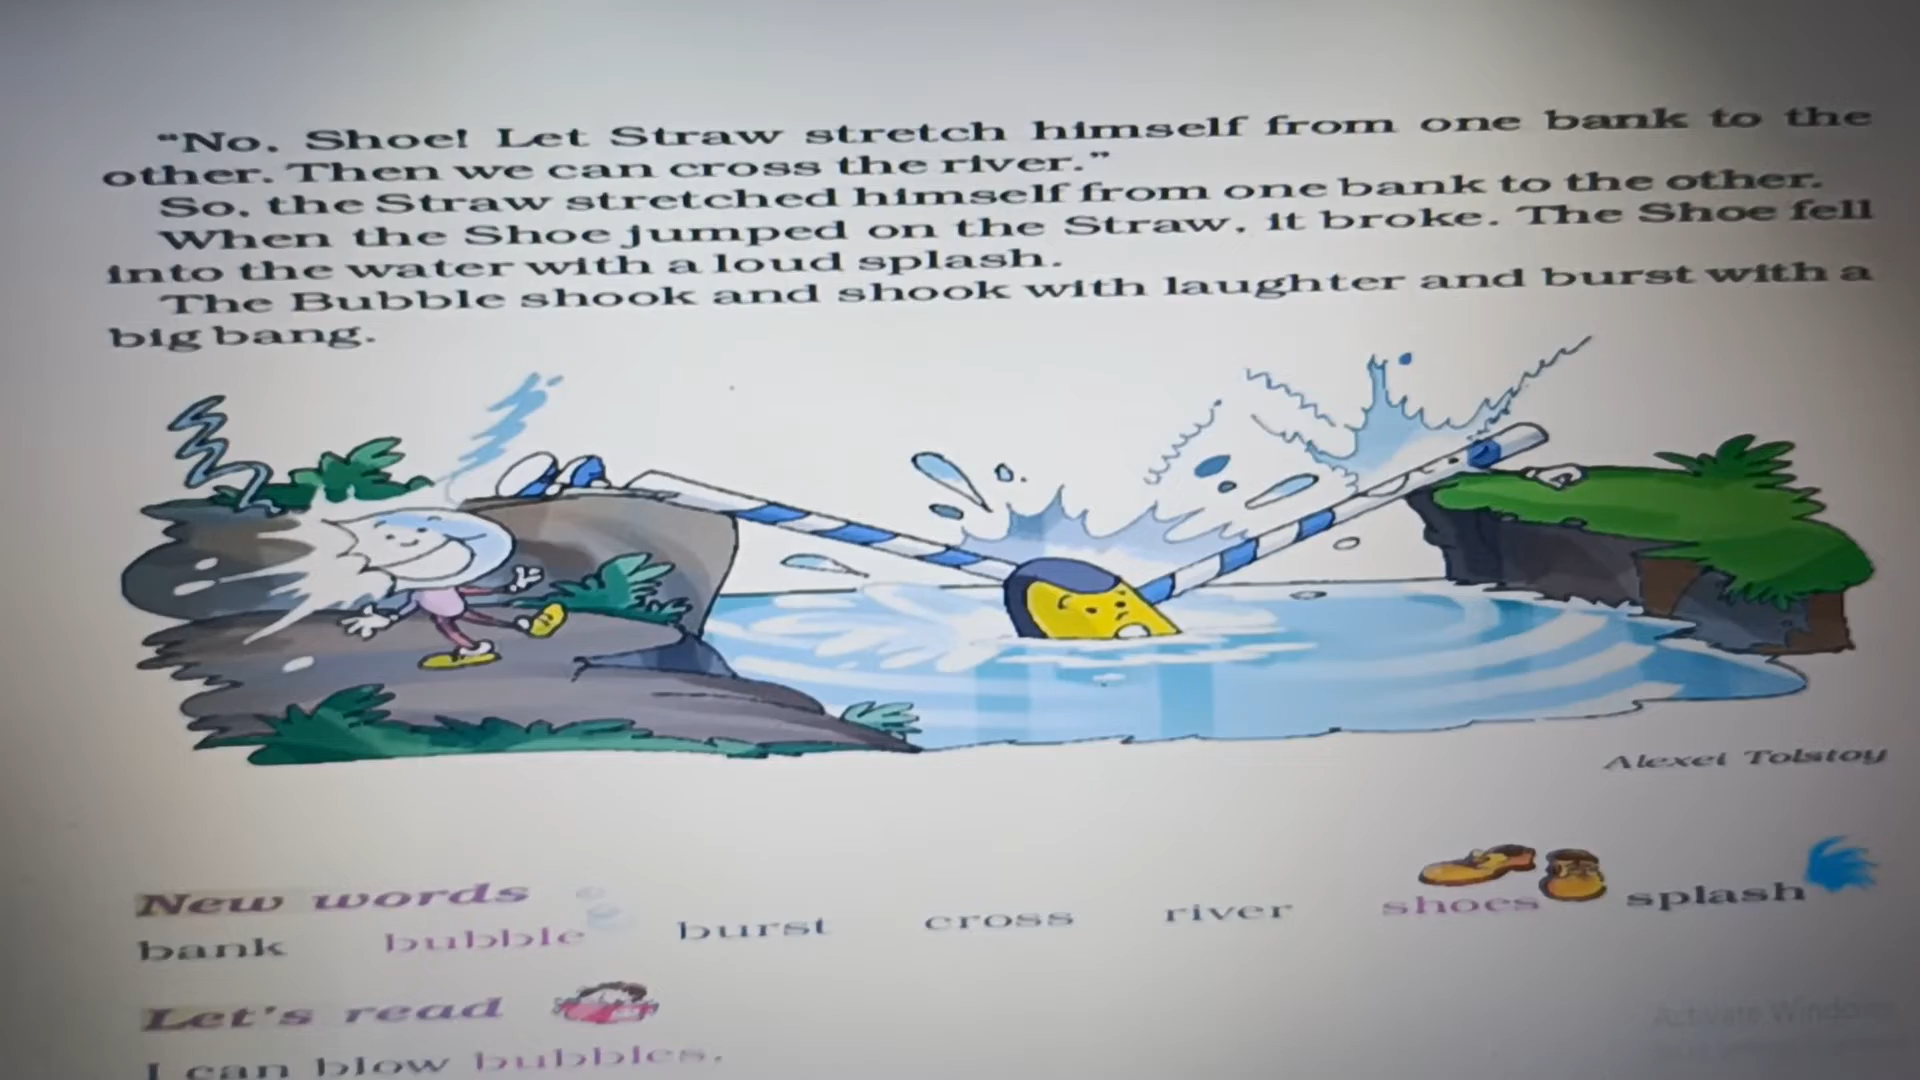 "No, Shoe! Let Straw stretch himself from one bank to the
other. Then we can cross the river."
So, the Straw stretched himself from one bank to the other.
When the Shoe jumped on the Straw, it broke. The Shoe fell
into the water with a loud splash.
The Bubble shook and shook with laughter and burst with a
big bang.
Alexei Tolstoy
New words
bank bubble burst cross river shoes splash
Let's read
I can blow bubbles.
Activate Windows